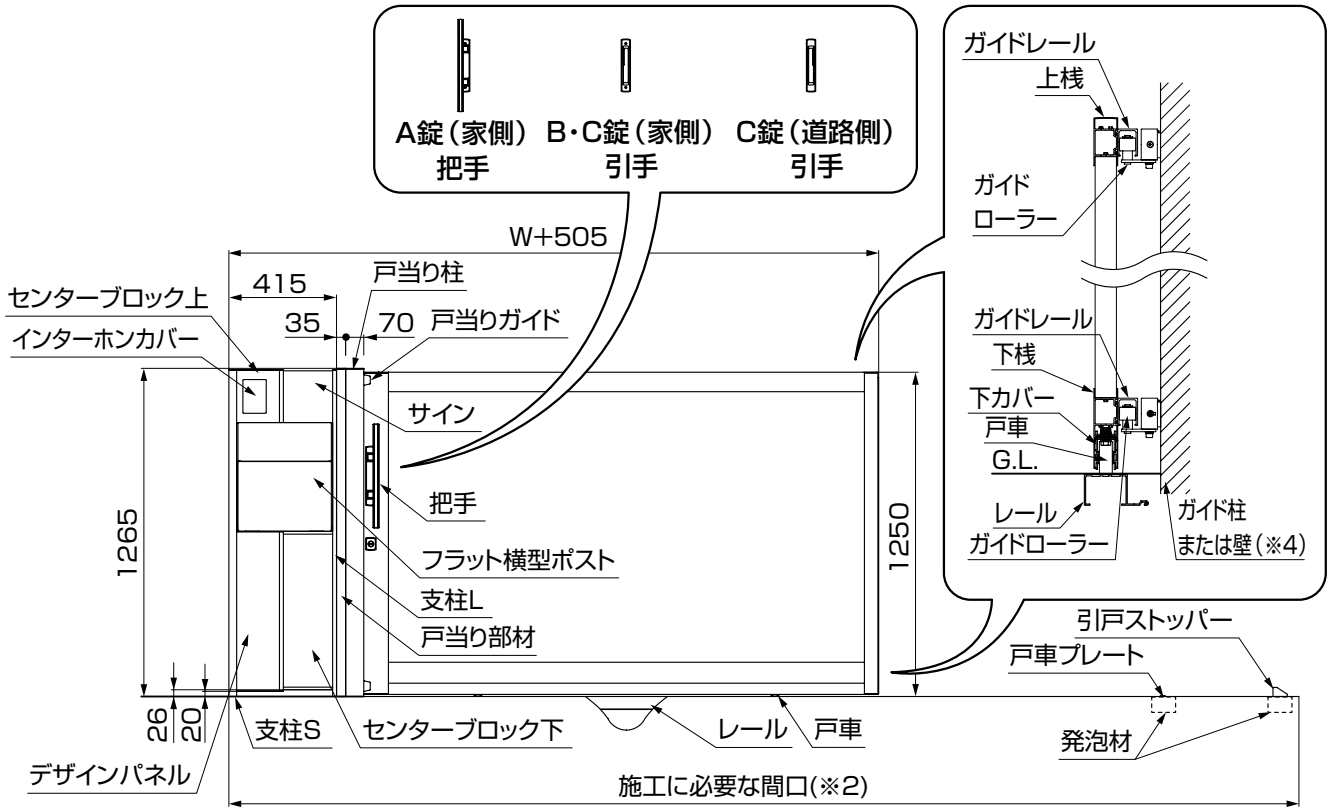 A錠(家側) B・C錠(家側) C錠(道路側)
把手 引手 引手
ガイドレール
上桟
ガイド
ローラー
ガイドレール
下桟
下カバー
戸車
G.L.
レール
ガイドローラー
ガイド柱
または壁(※4)
W+505
415
戸当り柱
35
70
戸当りガイド
センターブロック上
インターホンカバー
サイン
把手
フラット横型ポスト
支柱L
戸当り部材
1265
1250
引戸ストッパー
戸車プレート
26
20
支柱S
センターブロック下
レール
戸車
発泡材
デザインパネル
施工に必要な間口(※2)